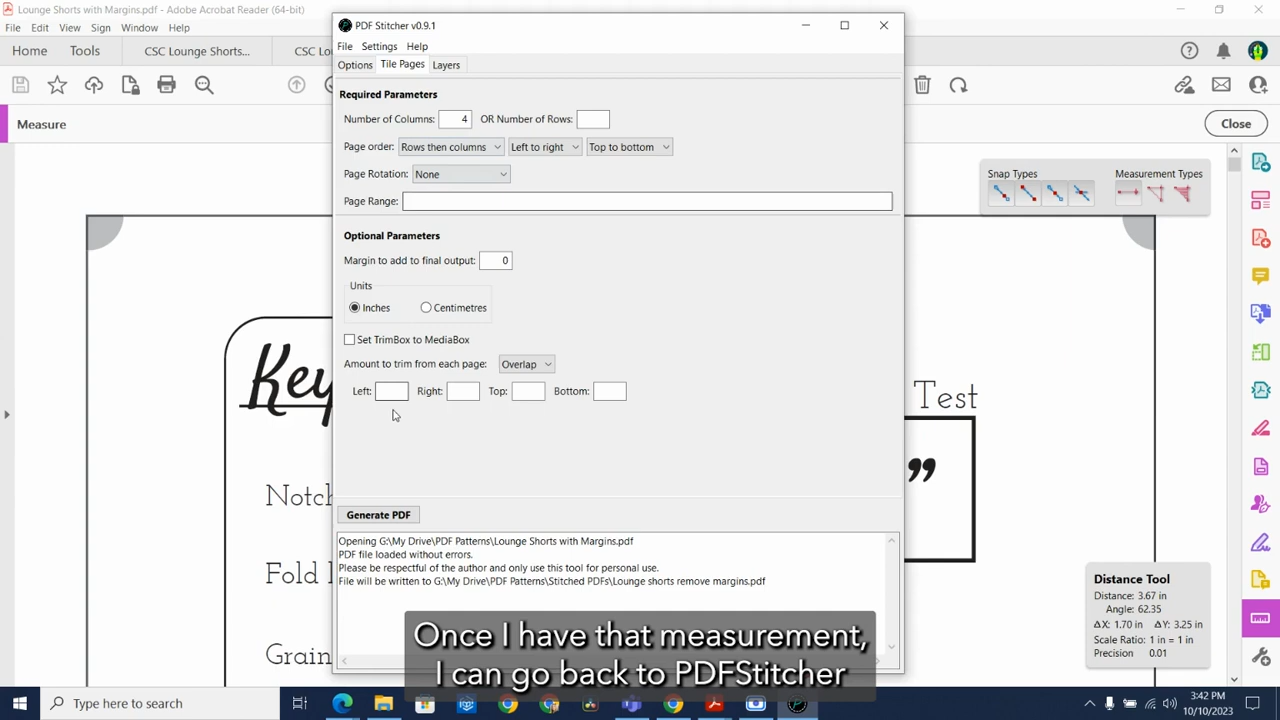 Lounge Shorts with Margins.pdf - Adobe Acrobat Reader (64-bit)
File Edit View Sign Window Help
Home Tools CSC Lounge Shorts... CSC Lou
Measure
Close
Snap Types Measurement Types
PDF Stitcher v0.9.1
File Settings Help
Options Tile Pages Layers
Required Parameters
Number of Columns: 4 OR Number of Rows:
Page order: Rows then columns Left to right Top to bottom
Page Rotation: None
Page Range:
Optional Parameters
Margin to add to final output: 0
Units
Inches Centimetres
Set TrimBox to MediaBox
Amount to trim from each page: Overlap
Left: Right: Top: Bottom:
Generate PDF
Opening G:\My Drive\PDF Patterns\Lounge Shorts with Margins.pdf
PDF file loaded without errors.
Please be respectful of the author and only use this tool for personal use.
File will be written to G:\My Drive\PDF Patterns\Stitched PDFs\Lounge shorts remove margins.pdf
Key
Test
”
Notch
Fold l
Grain
Distance Tool
Distance: 3.67 in
Angle: 62.35
ΔX: 1.70 in ΔY: 3.25 in
Scale Ratio: 1 in = 1 in
Precision 0.01
Once I have that measurement,
I can go back to PDFStitcher
Type here to search
3:42 PM
10/10/2023